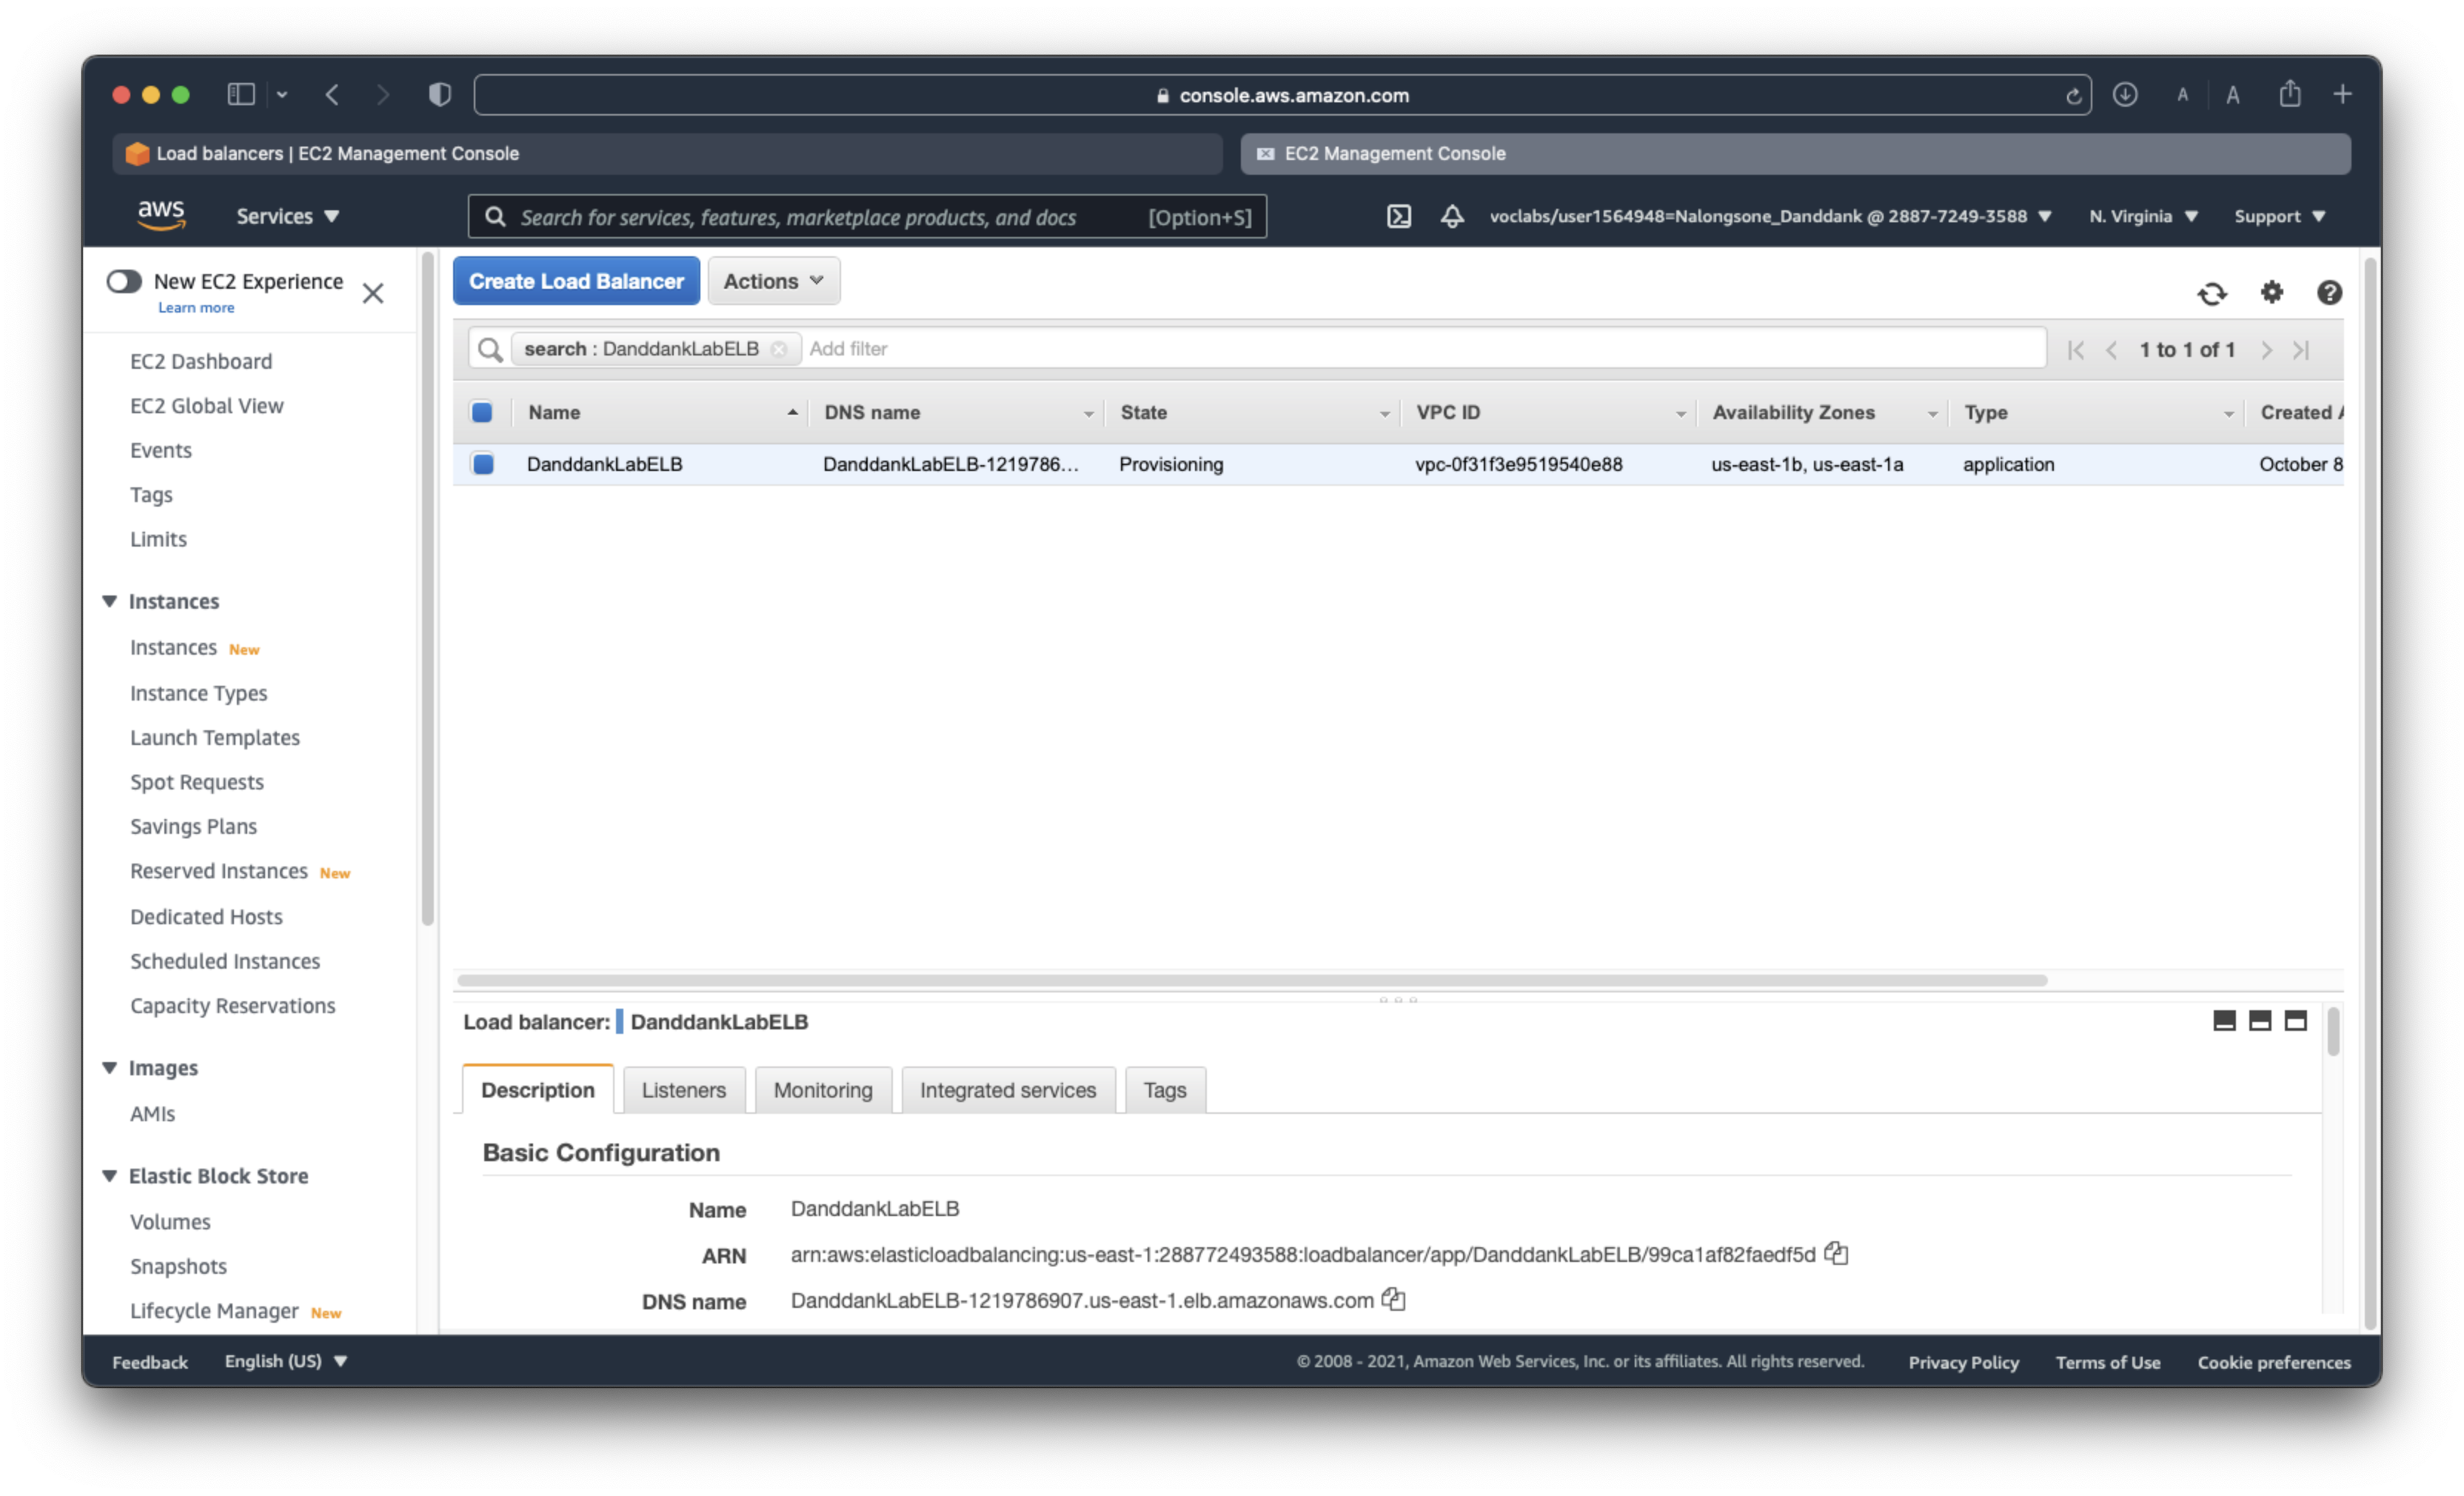 console.aws.amazon.com
A A
Load balancers | EC2 Management Console
EC2 Management Console
aws
Services
Search for services, features, marketplace products, and docs [Option+S]
voclabs/user1564948=Nalongsone_Danddank @ 2887-7249-3588
N. Virginia
Support
New EC2 Experience
Learn more
EC2 Dashboard
EC2 Global View
Events
Tags
Limits
Instances
Instances New
Instance Types
Launch Templates
Spot Requests
Savings Plans
Reserved Instances New
Dedicated Hosts
Scheduled Instances
Capacity Reservations
Images
AMIs
Elastic Block Store
Volumes
Snapshots
Lifecycle Manager New
Create Load Balancer
Actions
search : DanddankLabELB Add filter
1 to 1 of 1
Name DNS name State VPC ID Availability Zones Type Created A
DanddankLabELB DanddankLabELB-1219786... Provisioning vpc-0f31f3e9519540e88 us-east-1b, us-east-1a application October 8
Load balancer: DanddankLabELB
Description Listeners Monitoring Integrated services Tags
Basic Configuration
Name DanddankLabELB
ARN arn:aws:elasticloadbalancing:us-east-1:288772493588:loadbalancer/app/DanddankLabELB/99ca1af82faedf5d
DNS name DanddankLabELB-1219786907.us-east-1.elb.amazonaws.com
Feedback English (US) © 2008 - 2021, Amazon Web Services, Inc. or its affiliates. All rights reserved. Privacy Policy Terms of Use Cookie preferences